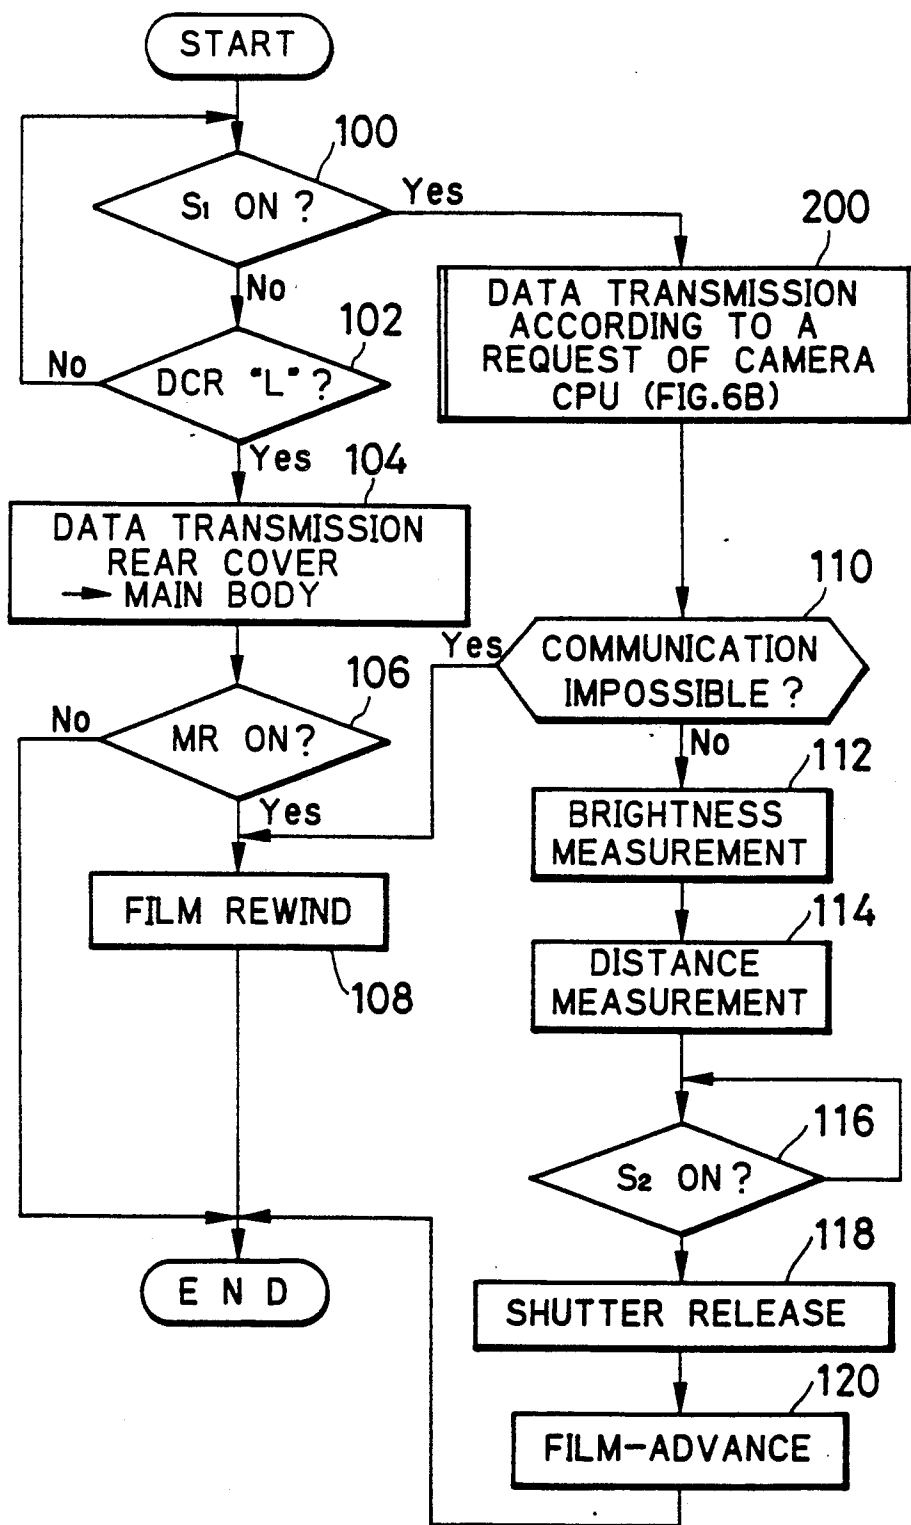 START
100
S1 ON ?
Yes
No
200
DATA TRANSMISSION
ACCORDING TO A
REQUEST OF CAMERA
CPU (FIG.6B)
102
No
DCR "L" ?
Yes
104
DATA TRANSMISSION
REAR COVER
→ MAIN BODY
110
Yes
COMMUNICATION
IMPOSSIBLE ?
No
106
No
MR ON?
Yes
112
BRIGHTNESS
MEASUREMENT
FILM REWIND
108
114
DISTANCE
MEASUREMENT
116
S2 ON ?
118
SHUTTER RELEASE
END
120
FILM-ADVANCE